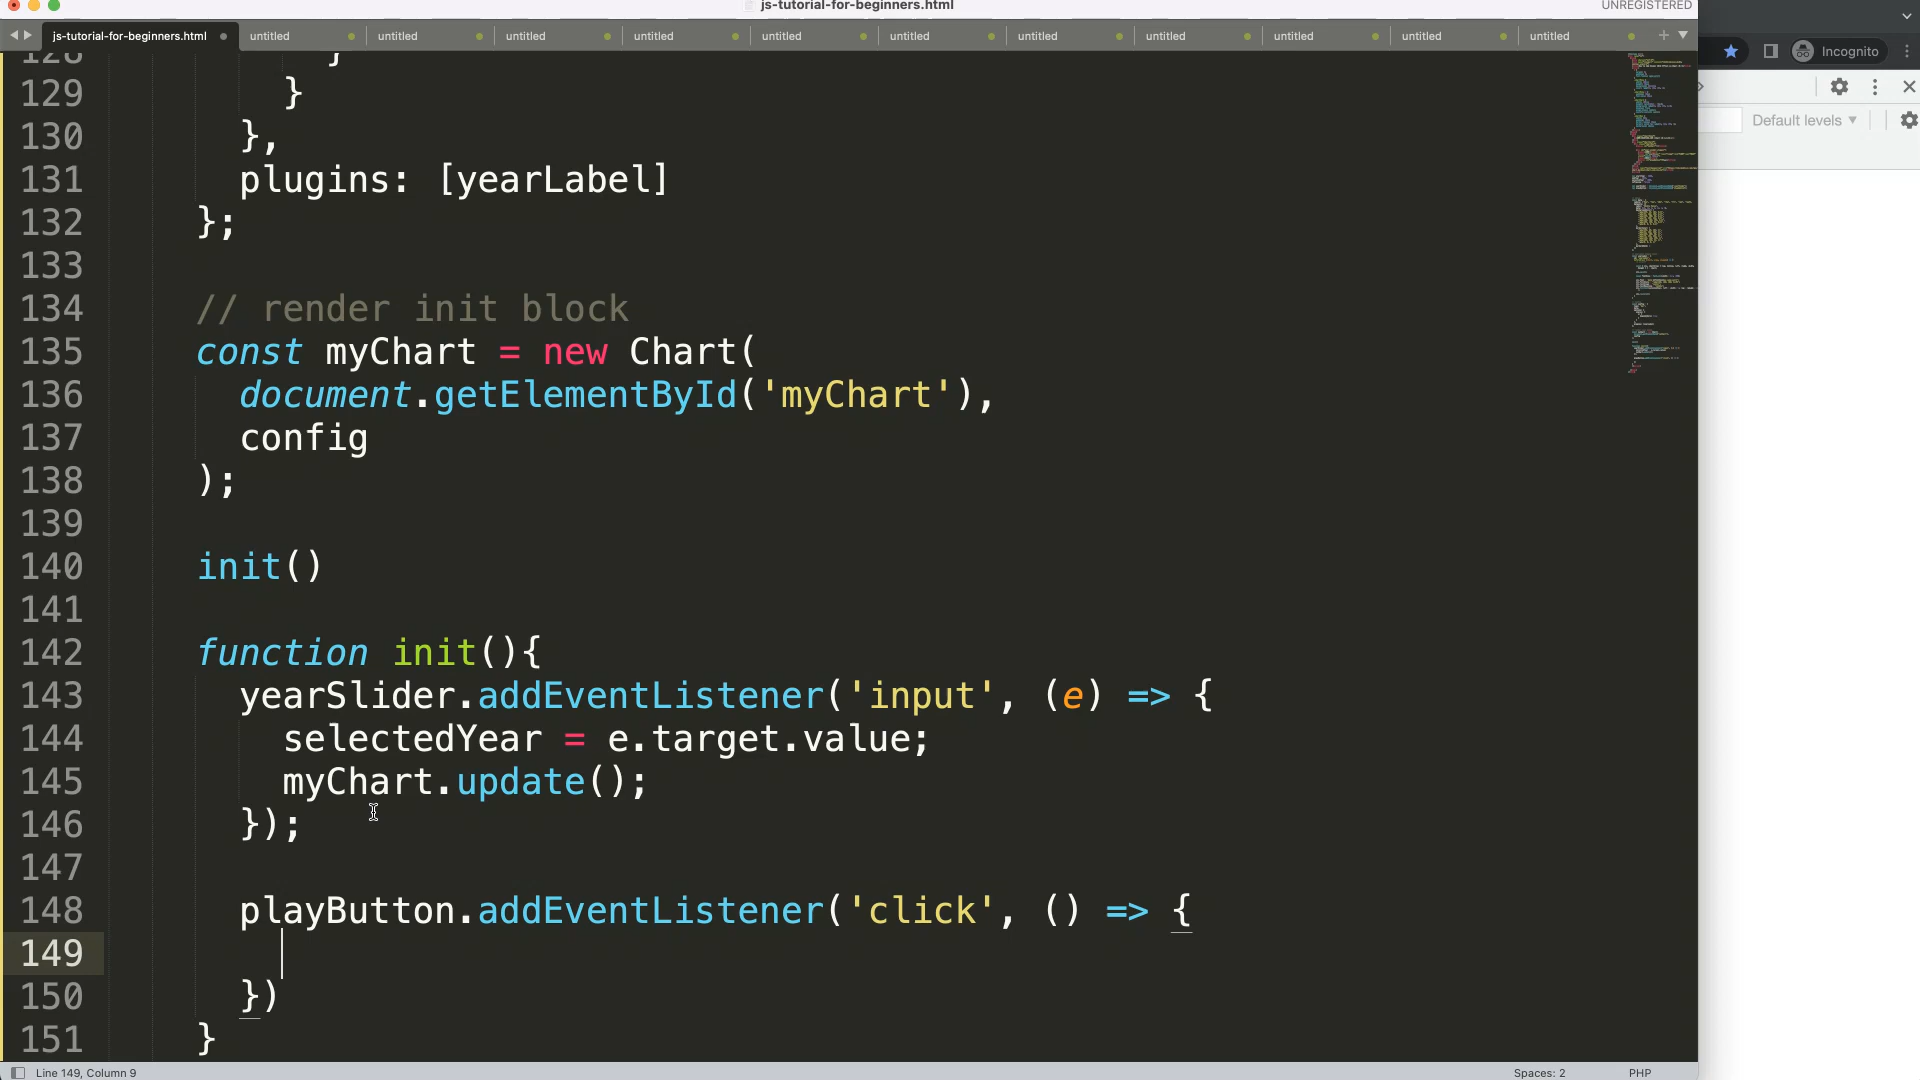 js-tutorial-for-beginners.html
UNREGISTERED
js-tutorial-for-beginners.html untitled untitled untitled untitled untitled untitled untitled untitled untitled untitled untitled
Incognito
Default levels
128 }
129 }
130 },
131 plugins: [yearLabel]
132 };
133
134 // render init block
135 const myChart = new Chart(
136 document.getElementById('myChart'),
137 config
138 );
139
140 init()
141
142 function init(){
143 yearSlider.addEventListener('input', (e) => {
144 selectedYear = e.target.value;
145 myChart.update();
146 });
147
148 playButton.addEventListener('click', () => {
149
150 })
151 }
Line 149, Column 9
Spaces: 2
PHP